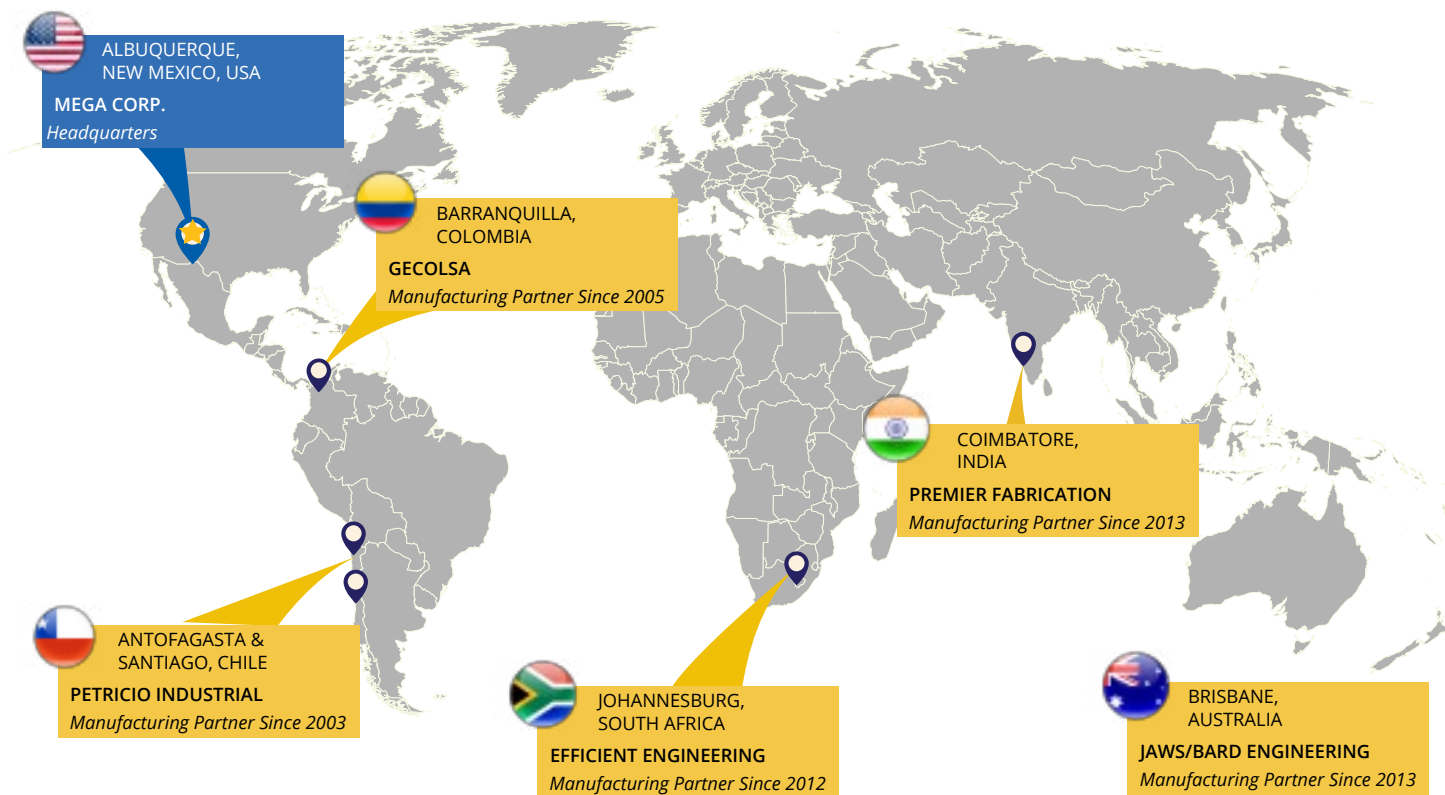 ALBUQUERQUE,
NEW MEXICO, USA
MEGA CORP.
Headquarters
BARRANQUILLA,
COLOMBIA
GECOLSA
Manufacturing Partner Since 2005
COIMBATORE,
INDIA
PREMIER FABRICATION
Manufacturing Partner Since 2013
ANTOFAGASTA &
SANTIAGO, CHILE
PETRICIO INDUSTRIAL
Manufacturing Partner Since 2003
JOHANNESBURG,
SOUTH AFRICA
EFFICIENT ENGINEERING
Manufacturing Partner Since 2012
BRISBANE,
AUSTRALIA
JAWS/BARD ENGINEERING
Manufacturing Partner Since 2013